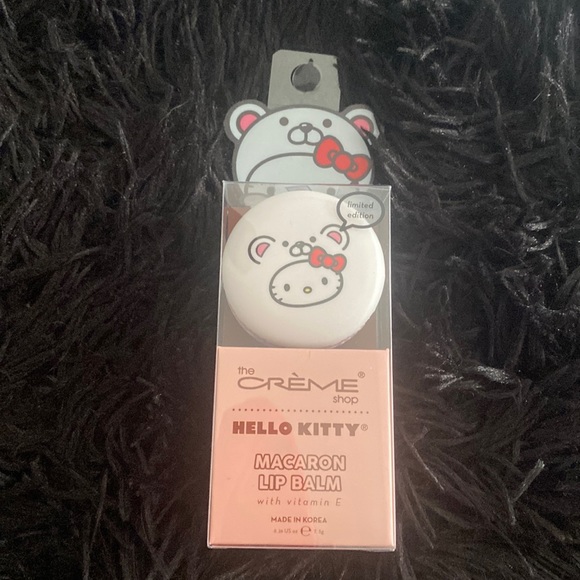 limited
edition
the
CRÈME®
shop
HELLO KITTY®
MACARON
LIP BALM
with vitamin E
MADE IN KOREA